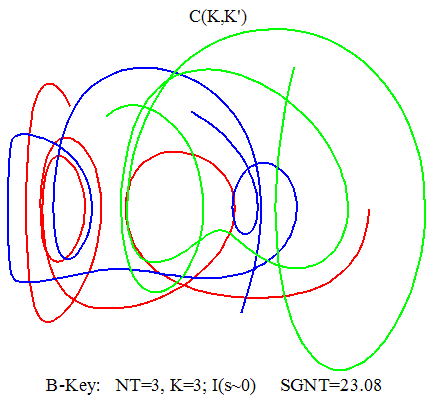 C(K,K')
B-Key: NT=3, K=3; I(s~0) SGNT=23.08